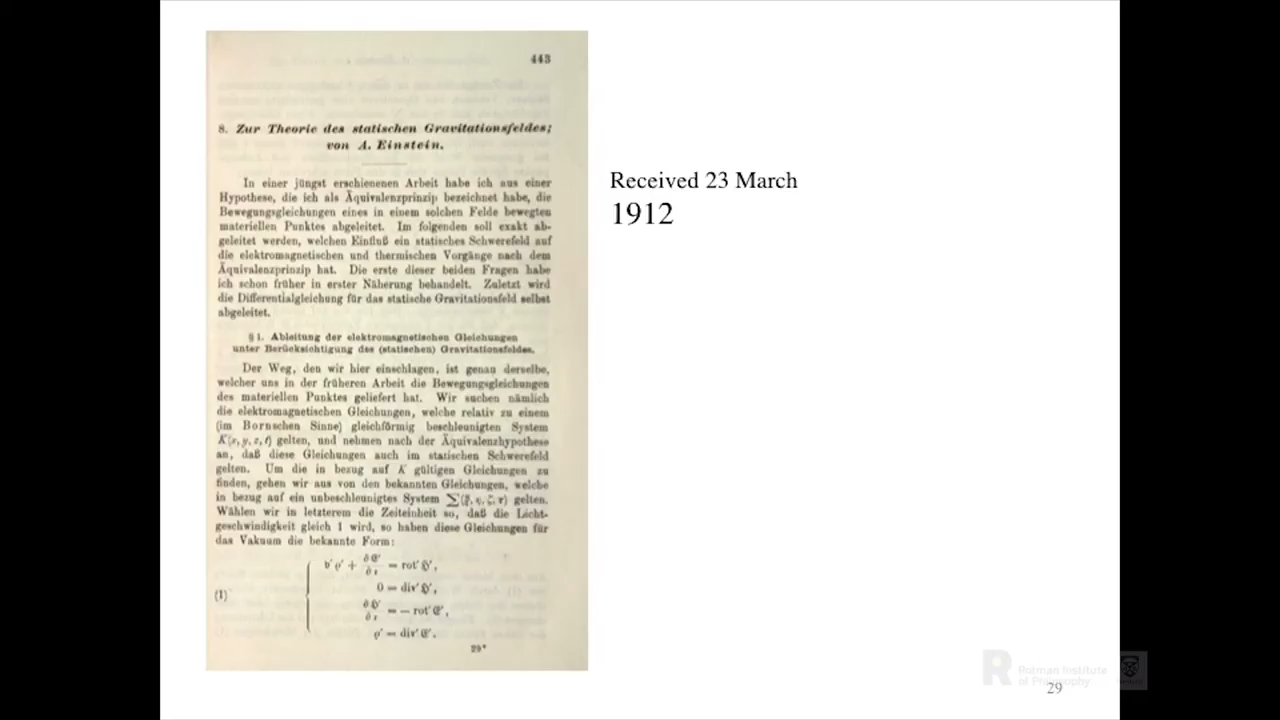 443
8. Zur Theorie des statischen Gravitationsfeldes;
von A. Einstein.
In einer jüngst erschienenen Arbeit habe ich aus einer
Hypothese, die ich als Äquivalenzprinzip bezeichnet habe, die
Bewegungsgleichungen eines in einem solchen Felde bewegten
materiellen Punktes abgeleitet. Im folgenden soll exakt ab-
geleitet werden, welchen Einfluß ein statisches Schwerefeld auf
die elektromagnetischen und thermischen Vorgänge nach dem
Äquivalenzprinzip hat. Die erste dieser beiden Fragen habe
ich schon früher in erster Näherung behandelt. Zuletzt wird
die Differentialgleichung für das statische Gravitationsfeld selbst
abgeleitet.
§ 1. Ableitung der elektromagnetischen Gleichungen
unter Berücksichtigung des (statischen) Gravitationsfeldes.
Der Weg, den wir hier einschlagen, ist genau derselbe,
welcher uns in der früheren Arbeit die Bewegungsgleichungen
des materiellen Punktes geliefert hat. Wir suchen nämlich
die elektromagnetischen Gleichungen, welche relativ zu einem
(im Bornschen Sinne) gleichförmig beschleunigten System
K(x, y, z, t) gelten, und nehmen nach der Äquivalenzhypothese
an, daß diese Gleichungen auch im statischen Schwerefeld
gelten. Um die in bezug auf K gültigen Gleichungen zu
finden, gehen wir aus von den bekannten Gleichungen, welche
in bezug auf ein unbeschleunigtes System ∑(ξ, η, ζ, τ) gelten.
Wählen wir in letzterem die Zeiteinheit so, daß die Licht-
geschwindigkeit gleich 1 wird, so haben diese Gleichungen für
das Vakuum die bekannte Form:
(1)
𝔳′ϱ′ + ∂𝔈′/∂τ = rot′ ℌ′,
0 = div′ ℌ′,
∂ℌ′/∂τ = − rot′ 𝔈′,
ϱ′ = div′ 𝔈′.
29*
Received 23 March
1912
R Rotman Institute
of Philosophy
29